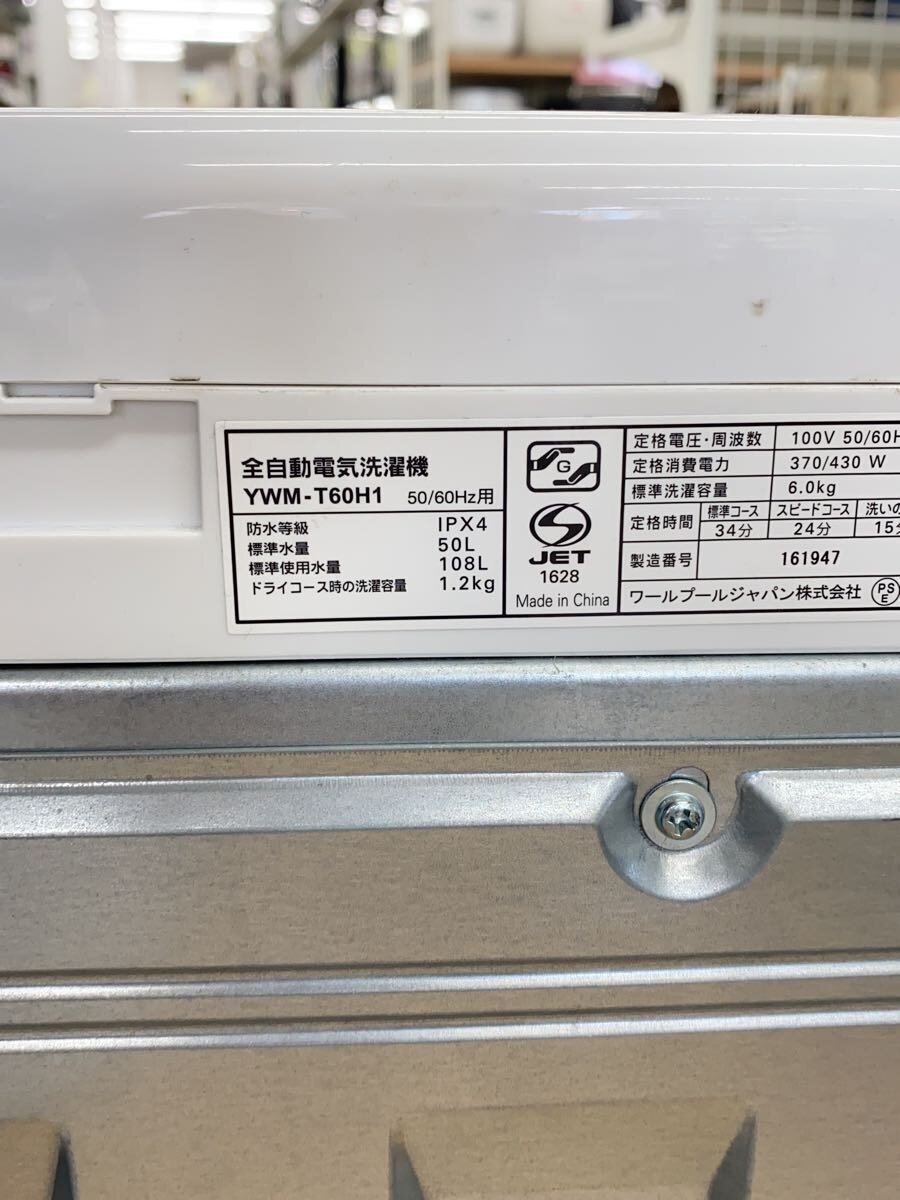 全自動電気洗濯機
YWM-T60H1 50/60Hz用
防水等級 IPX4
標準水量 50L
標準使用水量 108L
ドライコース時の洗濯容量 1.2kg
G
JET
1628
Made in China
定格電圧・周波数 100V 50/60H
定格消費電力 370/430 W
標準洗濯容量 6.0kg
定格時間 標準コース スピードコース 洗いの
34分 24分 15分
製造番号 161947
ワールプールジャパン株式会社 PSE